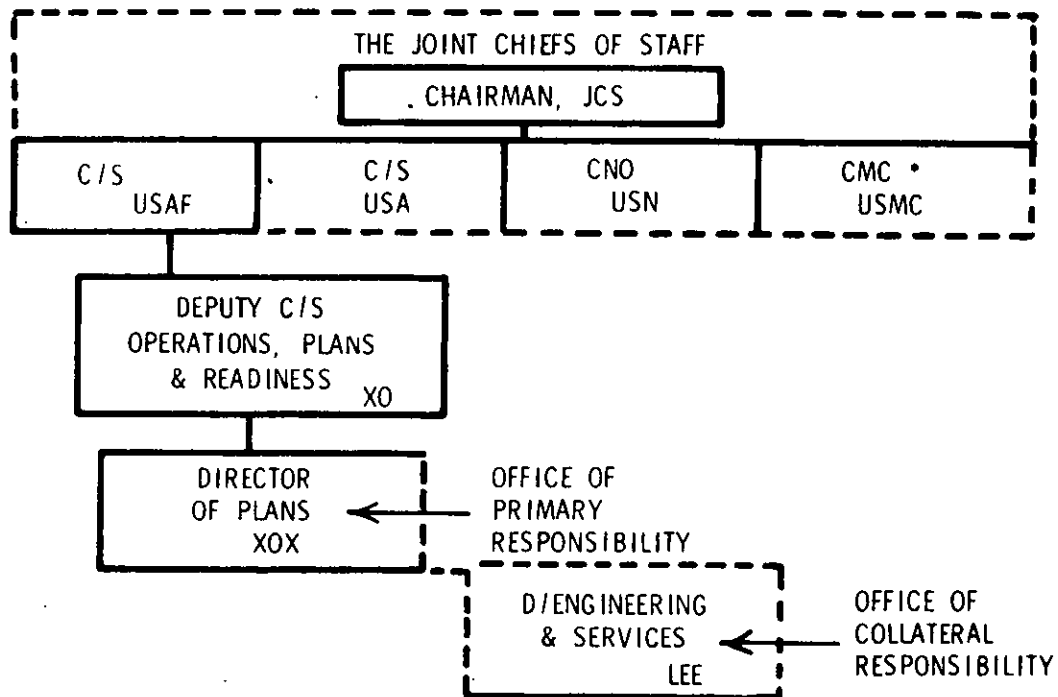 THE JOINT CHIEFS OF STAFF
CHAIRMAN, JCS
C/S
USAF
C/S
USA
CNO
USN
CMC *
USMC
DEPUTY C/S
OPERATIONS, PLANS
& READINESS
XO
DIRECTOR
OF PLANS
XOX
OFFICE OF
PRIMARY
RESPONSIBILITY
D/ENGINEERING
& SERVICES
LEE
OFFICE OF
COLLATERAL
RESPONSIBILITY